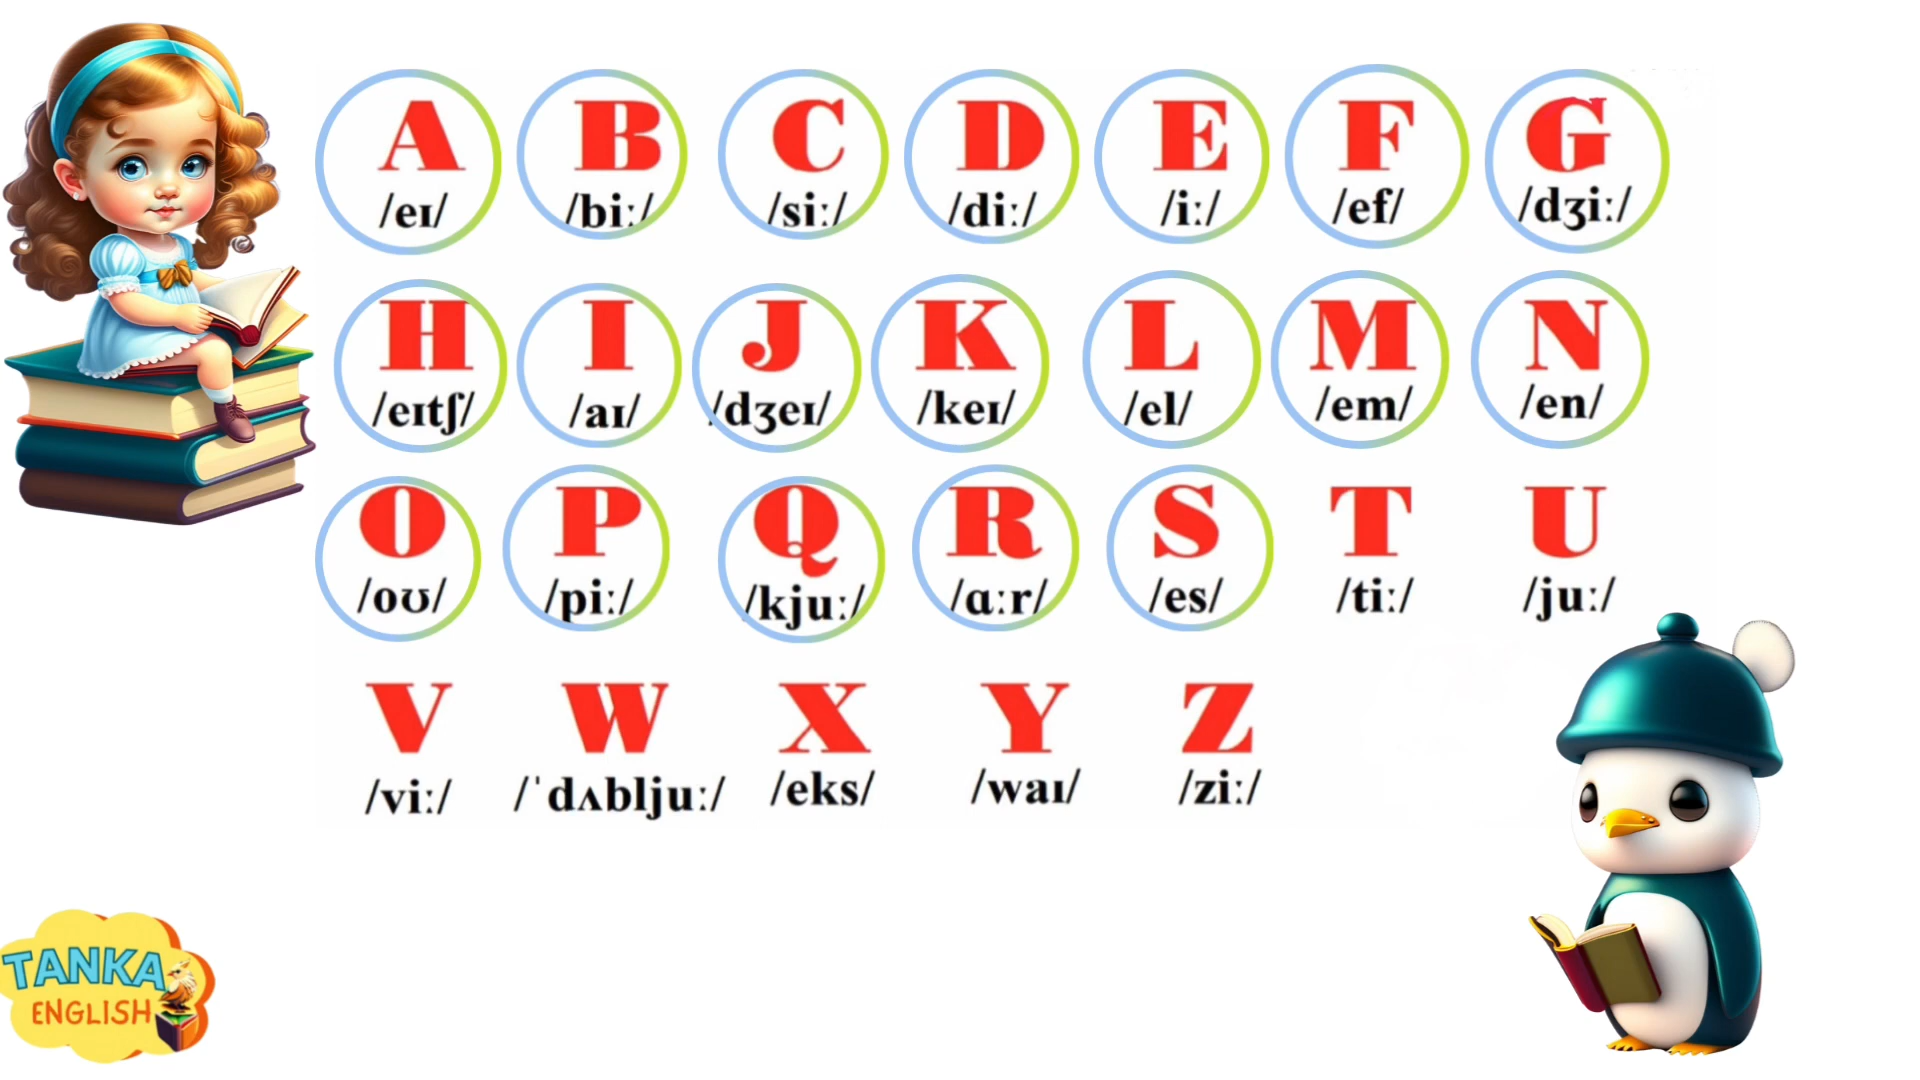 A B C D E F G
/eɪ/ /biː/ /siː/ /diː/ /iː/ /ef/ /dʒiː/
H I J K L M N
/eɪtʃ/ /aɪ/ /dʒeɪ/ /keɪ/ /el/ /em/ /en/
O P Q R S T U
/oʊ/ /piː/ /kjuː/ /ɑːr/ /es/ /tiː/ /juː/
V W X Y Z
/viː/ /ˈdʌbljuː/ /eks/ /waɪ/ /ziː/
TANKA
ENGLISH